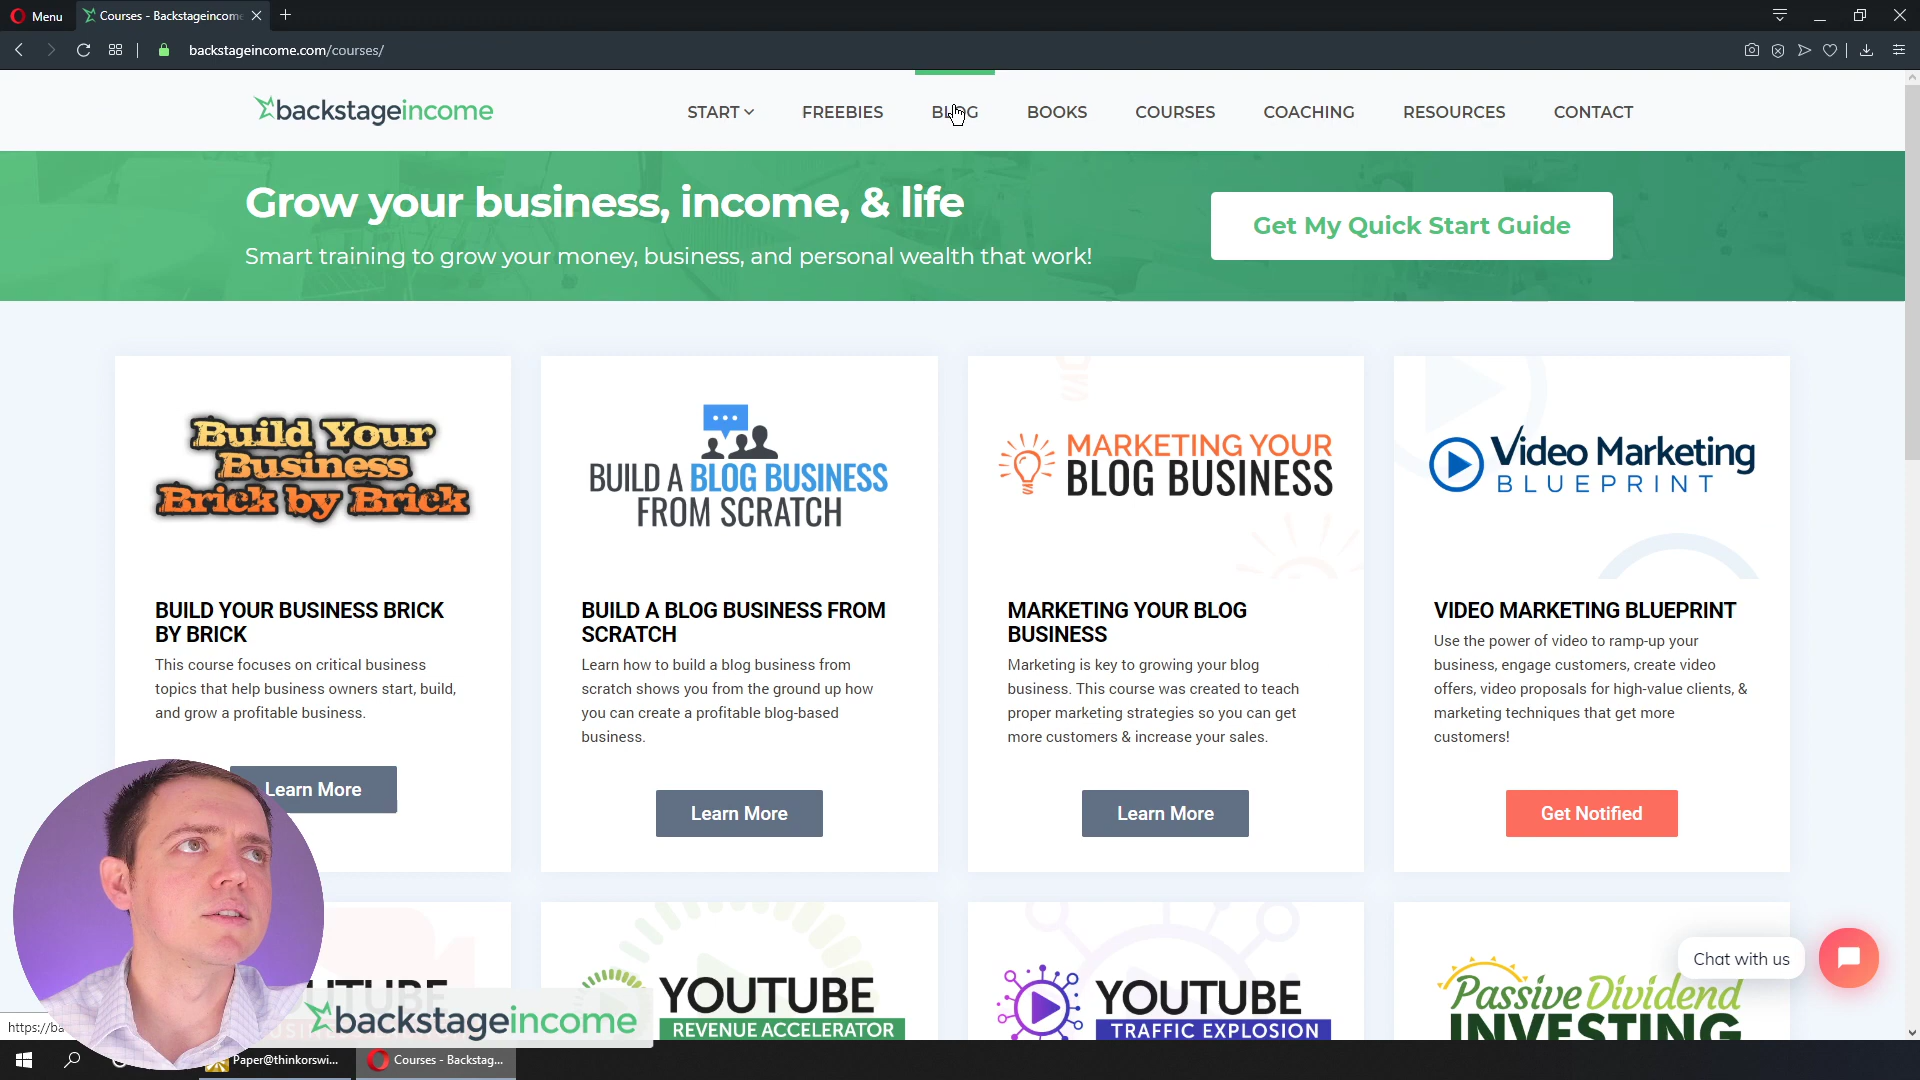 Menu
Courses - Backstageincome
backstageincome.com/courses/
backstageincome
START
FREEBIES
BLOG
BOOKS
COURSES
COACHING
RESOURCES
CONTACT
Grow your business, income, & life
Smart training to grow your money, business, and personal wealth that work!
Get My Quick Start Guide
Build Your
Business
Brick by Brick
BUILD YOUR BUSINESS BRICK
BY BRICK
This course focuses on critical business
topics that help business owners start, build,
and grow a profitable business.
Learn More
BUILD A BLOG BUSINESS
FROM SCRATCH
BUILD A BLOG BUSINESS FROM
SCRATCH
Learn how to build a blog business from
scratch shows you from the ground up how
you can create a profitable blog-based
business.
Learn More
MARKETING YOUR
BLOG BUSINESS
MARKETING YOUR BLOG
BUSINESS
Marketing is key to growing your blog
business. This course was created to teach
proper marketing strategies so you can get
more customers & increase your sales.
Learn More
Video Marketing
BLUEPRINT
VIDEO MARKETING BLUEPRINT
Use the power of video to ramp-up your
business, engage customers, create video
offers, video proposals for high-value clients, &
marketing techniques that get more
customers!
Get Notified
YOUTUBE
REVENUE ACCELERATOR
YOUTUBE
TRAFFIC EXPLOSION
Passive Dividend
INVESTING
Chat with us
backstageincome
https://ba
Paper@thinkorswi...
Courses - Backstag...